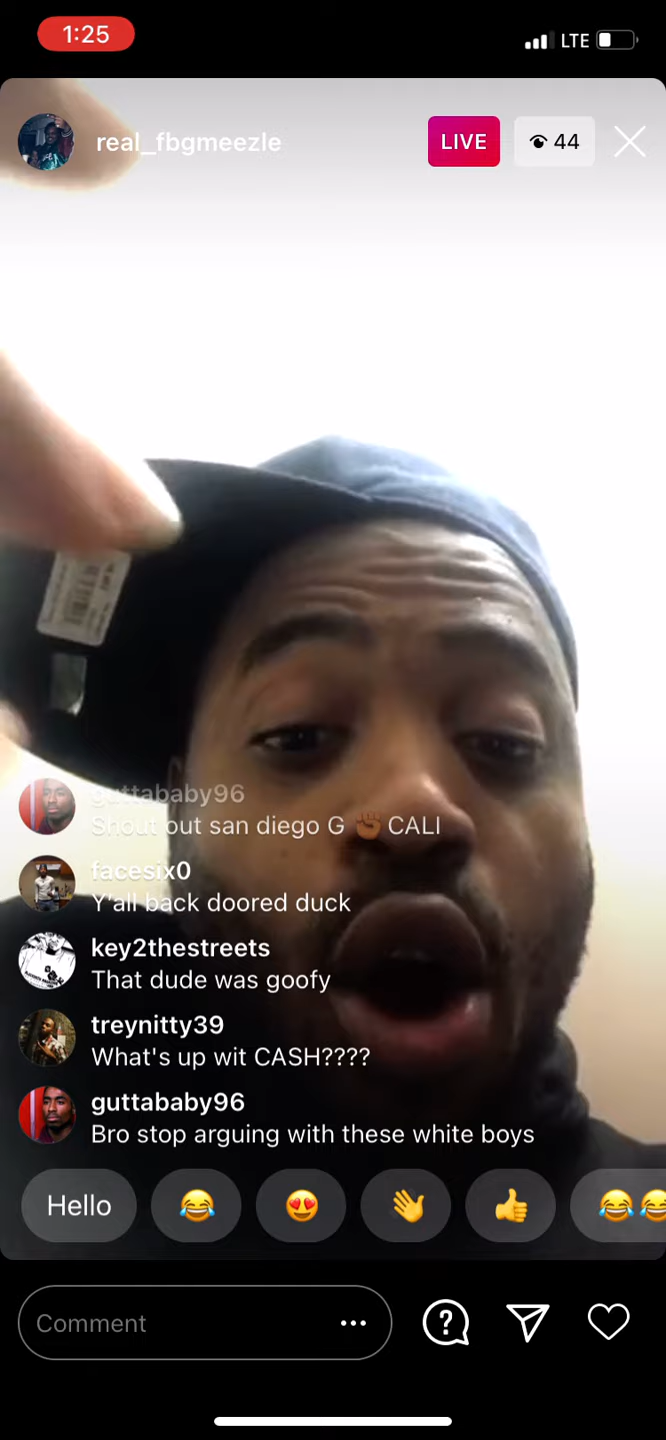 1:25
LTE
real_fbgmeezle
LIVE
44
guttababy96
Shout out san diego G ✊🏾 CALI
facesix0
Y'all back doored duck
key2thestreets
That dude was goofy
treynitty39
What's up wit CASH????
guttababy96
Bro stop arguing with these white boys
Hello
Comment